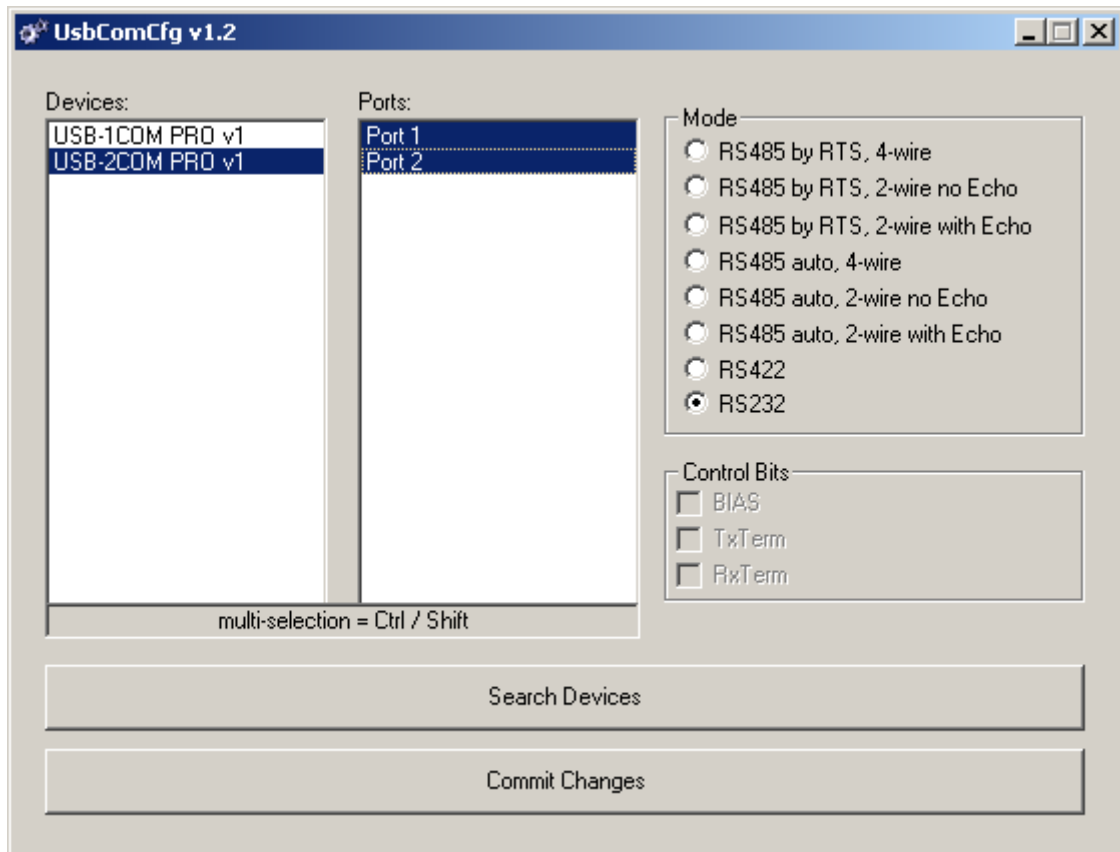 UsbComCfg v1.2
Devices:
USB-1COM PRO v1
USB-2COM PRO v1
Ports:
Port 1
Port 2
multi-selection = Ctrl / Shift
Mode
RS485 by RTS, 4-wire
RS485 by RTS, 2-wire no Echo
RS485 by RTS, 2-wire with Echo
RS485 auto, 4-wire
RS485 auto, 2-wire no Echo
RS485 auto, 2-wire with Echo
RS422
RS232
Control Bits
BIAS
TxTerm
RxTerm
Search Devices
Commit Changes